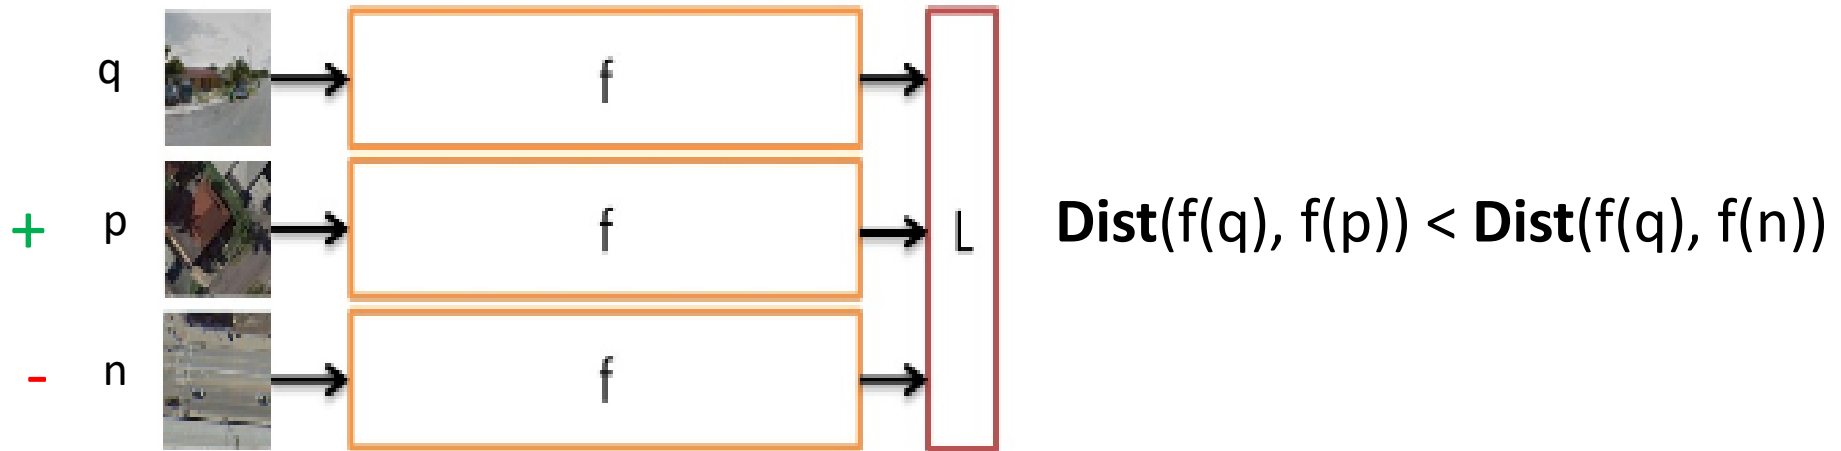 q f
+ p f L Dist(f(q), f(p)) < Dist(f(q), f(n))
- n f